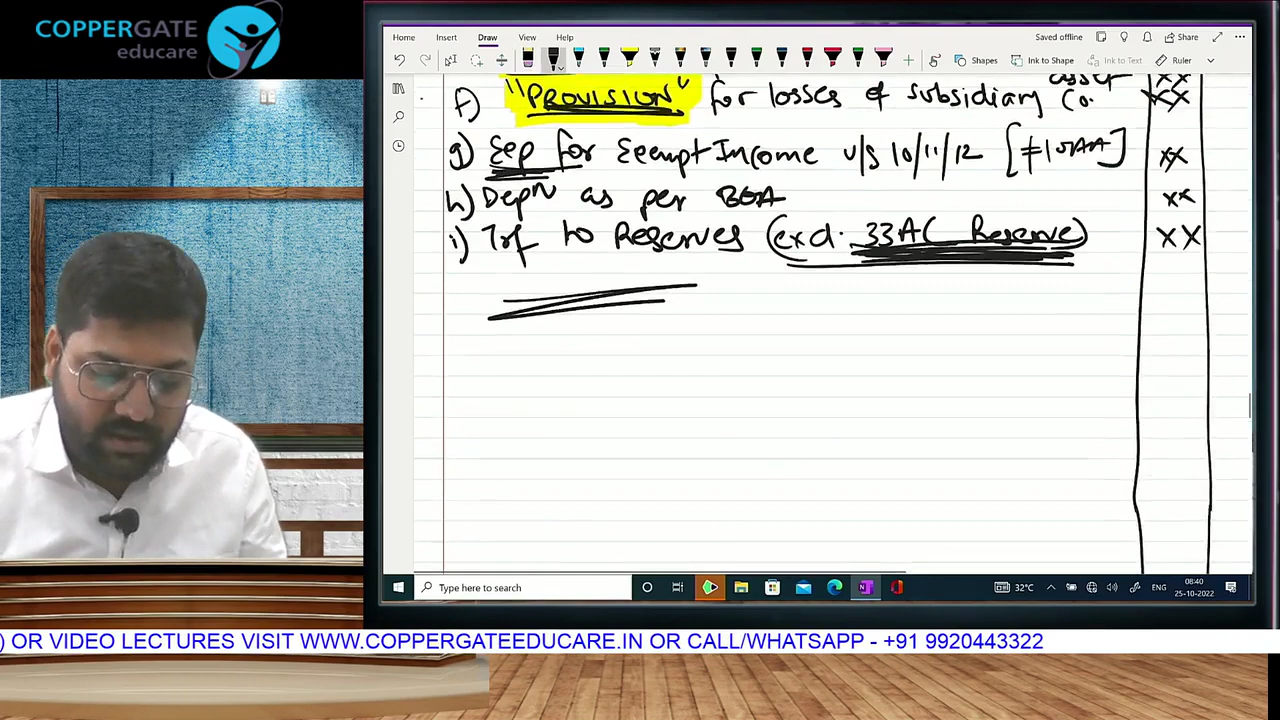 COPPERGATE
educare
Home Insert Draw View Help
Saved offline
Share
Shapes
Ink to Shape
Ink to Text
Ruler
asset
f) "PROVISION" for losses of subsidiary Co. XX
g) Exp for Exempt Income u/s 10/11/12 [≠10AA] XX
h) Depn as per BOA XX
i) Trf to Reserves (excl. 33AC Reserve) XX
Type here to search
32°C
ENG
08:40
25-10-2022
) OR VIDEO LECTURES VISIT WWW.COPPERGATEEDUCARE.IN OR CALL/WHATSAPP - +91 9920443322